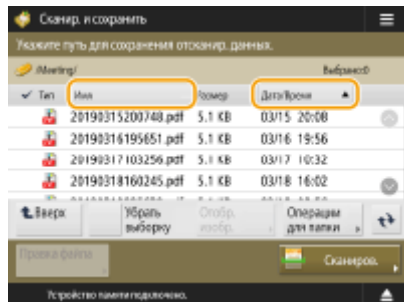 Сканир. и сохранить
Укажите путь для сохранения отсканир. данных.
/Meeting/ Выбрано:0
✓ Тип Имя Размер Дата/Время ▲
20190315200748.pdf 5.1 KB 03/15 20:08
20190316195651.pdf 5.1 KB 03/16 19:56
20190317103256.pdf 5.1 KB 03/17 10:32
20190318160245.pdf 5.1 KB 03/18 16:02
Вверх Убрать выборку Отобр. изобр. Операции для папки
Правка файла Сканиров.
Устройство памяти подключено.